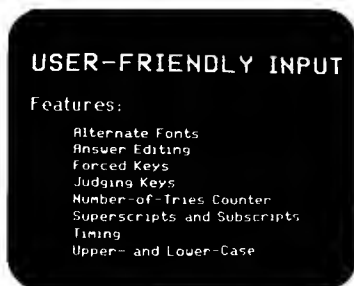 USER-FRIENDLY INPUT
Features:
Alternate Fonts
Answer Editing
Forced Keys
Judging Keys
Number-of-Tries Counter
Superscripts and Subscripts
Timing
Upper- and Lower-Case